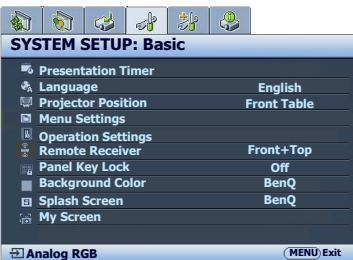 SYSTEM SETUP: Basic
Presentation Timer
Language English
Projector Position Front Table
Menu Settings
Operation Settings
Remote Receiver Front+Top
Panel Key Lock Off
Background Color BenQ
Splash Screen BenQ
My Screen
Analog RGB MENU Exit